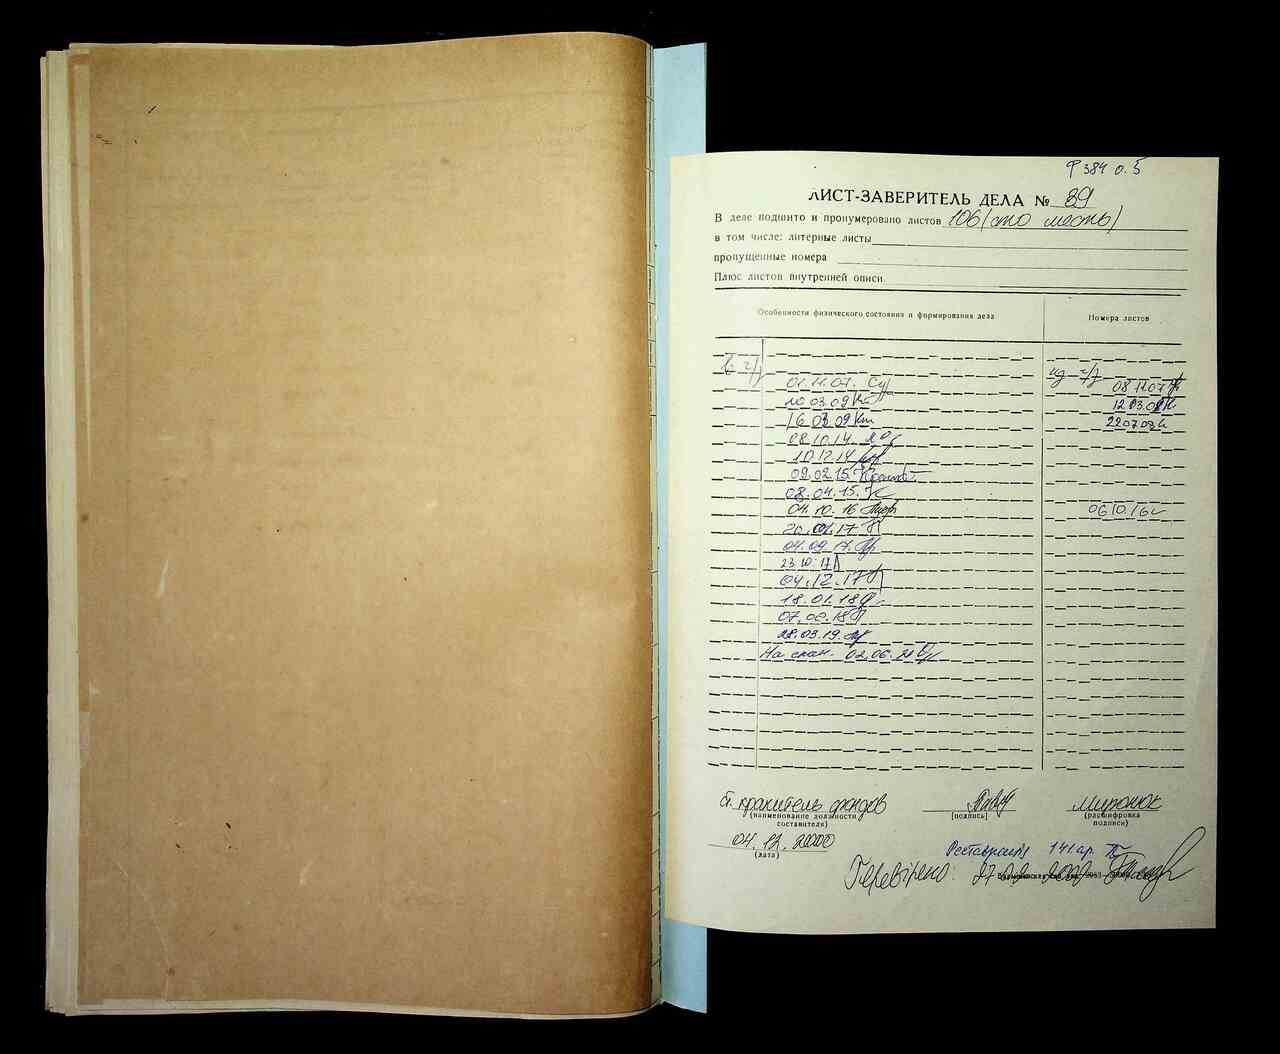 Ф 384 о. 5
ЛИСТ-ЗАВЕРИТЕЛЬ ДЕЛА № 89
В деле подшито и пронумеровано листов 106 (сто шесть)
в том числе: литерные листы
пропущенные номера
Плюс листов внутренней описи
Особенности физического состояния и формирования дела
Номера листов
в ч/з из ч/з
01.11.07. 08.11.07
10.03.09 12.03.09
16.03.09 22.07.09
08.10.14.
10.12.14
09.02.15.
08.04.15.
04.10.16 06.10.16
20.01.17
04.09.17.
23.10.17
04.12.17
18.01.18
07.09.18
28.03.19.
На скан. 02.06.21
Ст. хранитель фондов Миронюк
(наименование должности составителя)
[подпись]
(расшифровка подписи)
04.12.2000
(дата)
Реставрация 141 ар.
Перевірено: